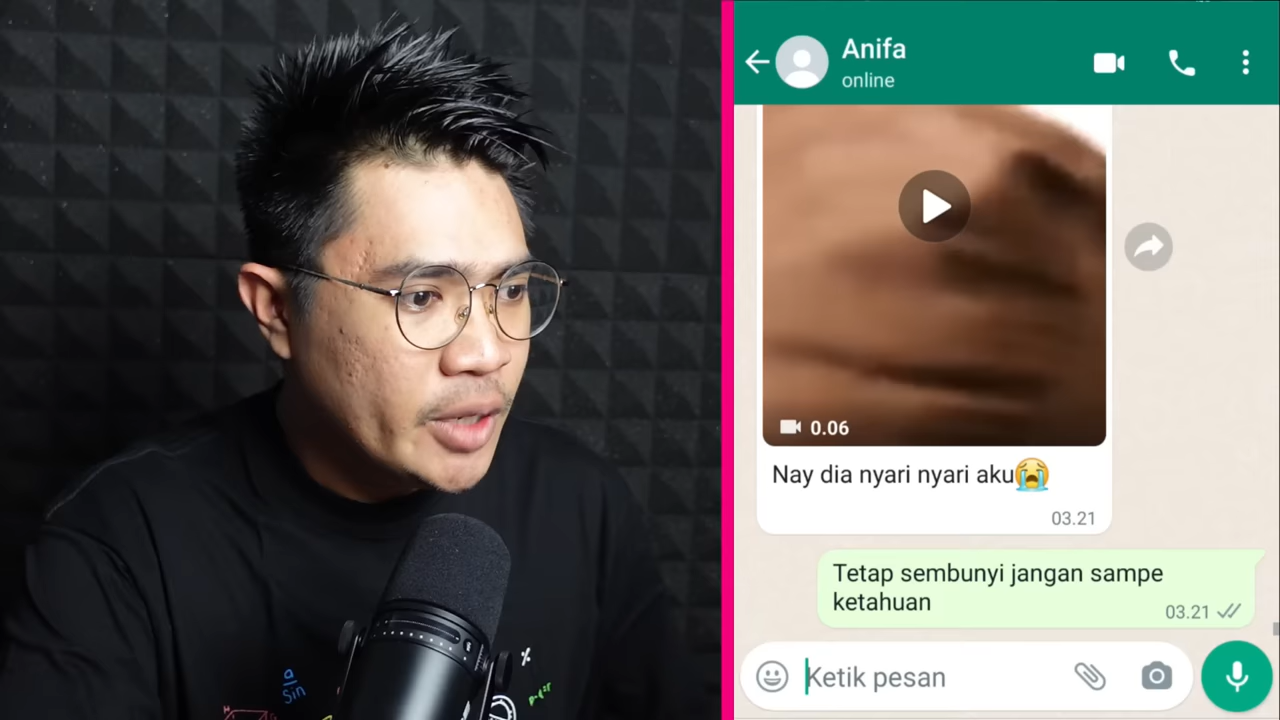 Anifa
online
0.06
Nay dia nyari nyari aku😭
03.21
Tetap sembunyi jangan sampe
ketahuan
03.21
Ketik pesan
a
Sin